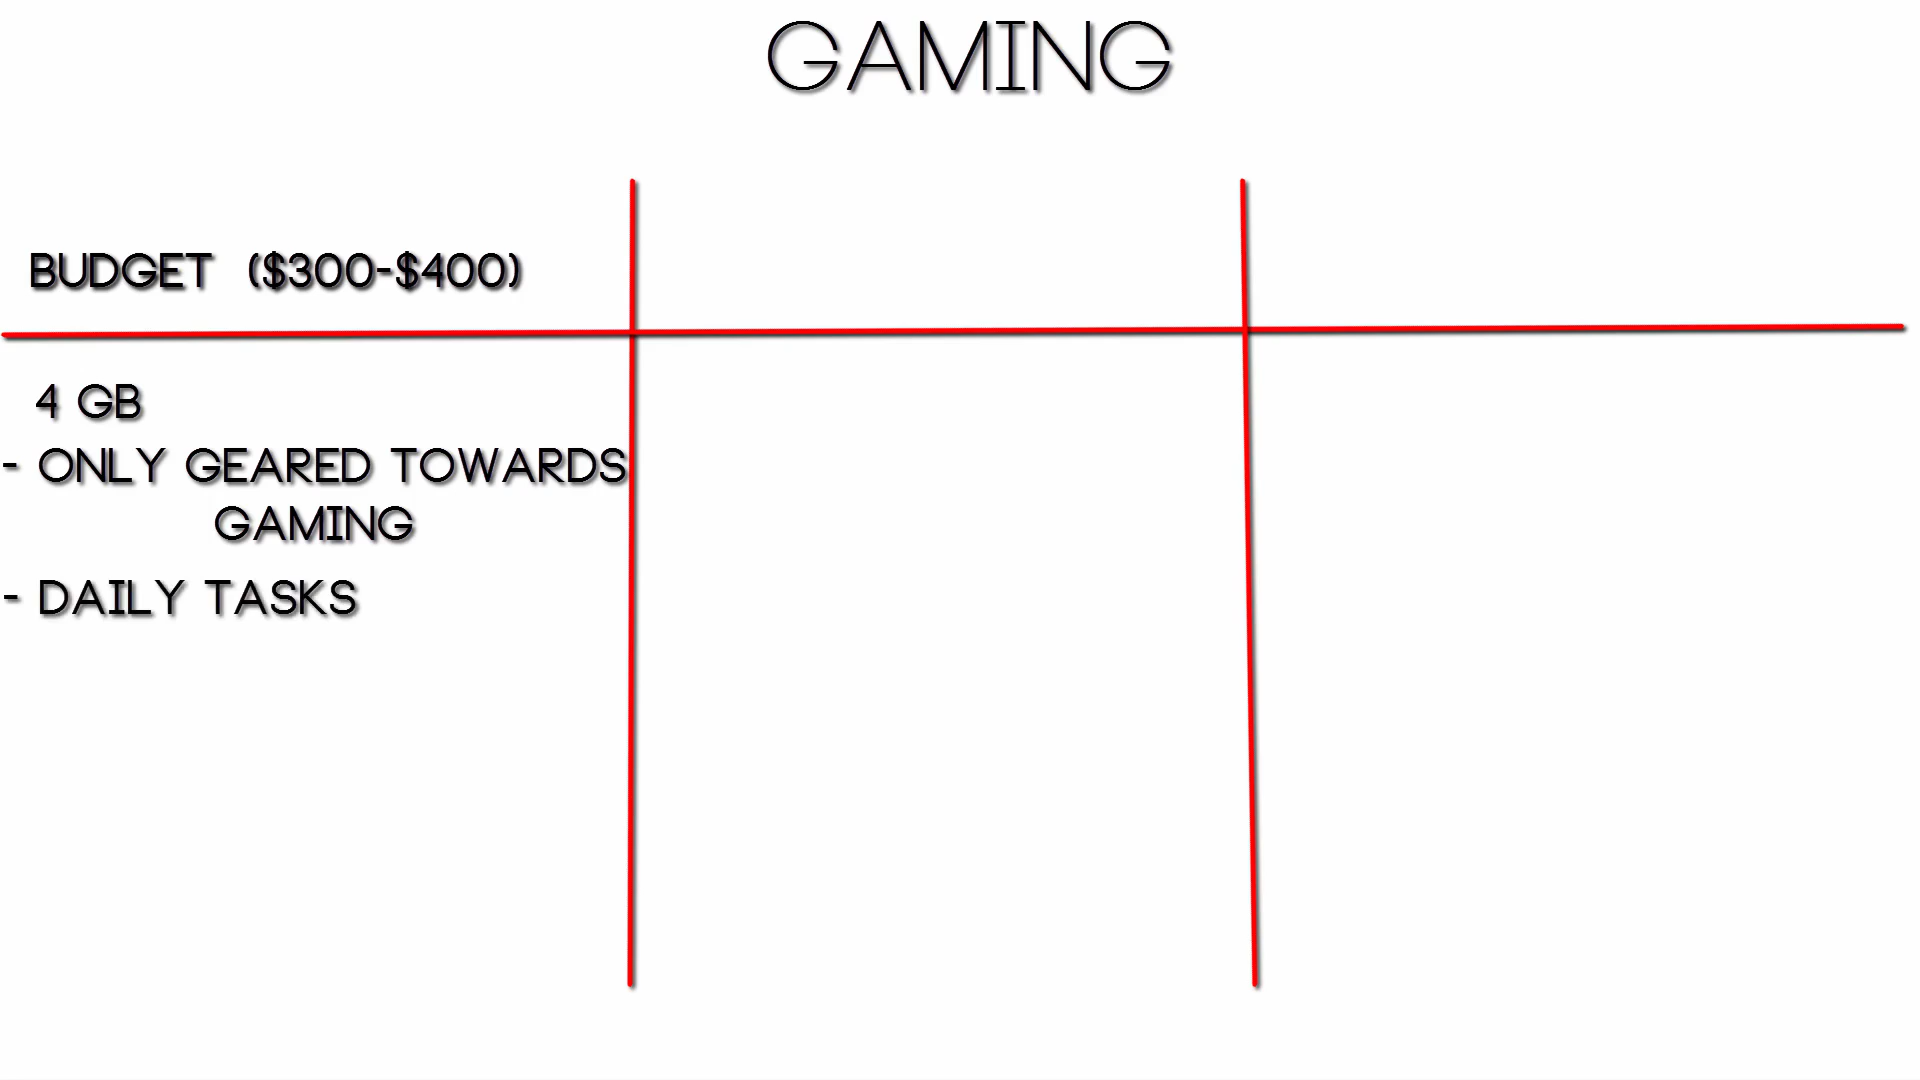 GAMING
BUDGET ($300-$400)
4 GB
- ONLY GEARED TOWARDS
GAMING
- DAILY TASKS